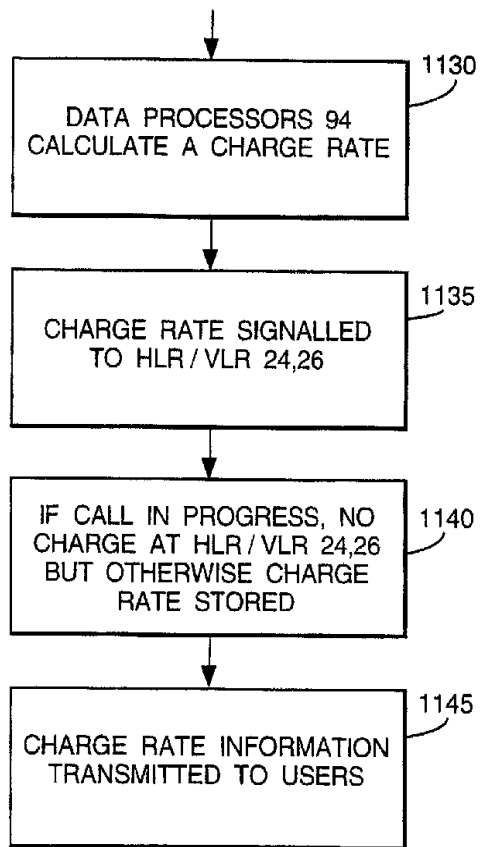 1130
DATA PROCESSORS 94
CALCULATE A CHARGE RATE
1135
CHARGE RATE SIGNALLED
TO HLR / VLR 24,26
1140
IF CALL IN PROGRESS, NO
CHARGE AT HLR / VLR 24,26
BUT OTHERWISE CHARGE
RATE STORED
1145
CHARGE RATE INFORMATION
TRANSMITTED TO USERS